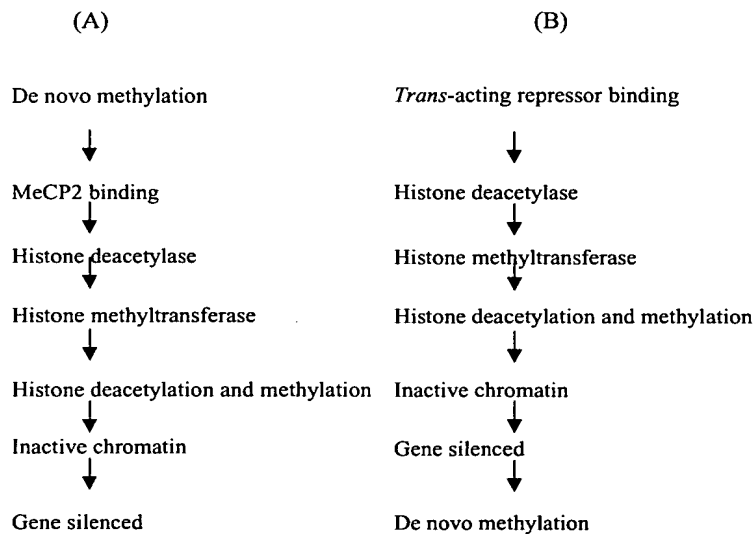 (A)
De novo methylation
MeCP2 binding
Histone deacetylase
Histone methyltransferase
Histone deacetylation and methylation
Inactive chromatin
Gene silenced
(B)
Trans-acting repressor binding
Histone deacetylase
Histone methyltransferase
Histone deacetylation and methylation
Inactive chromatin
Gene silenced
De novo methylation